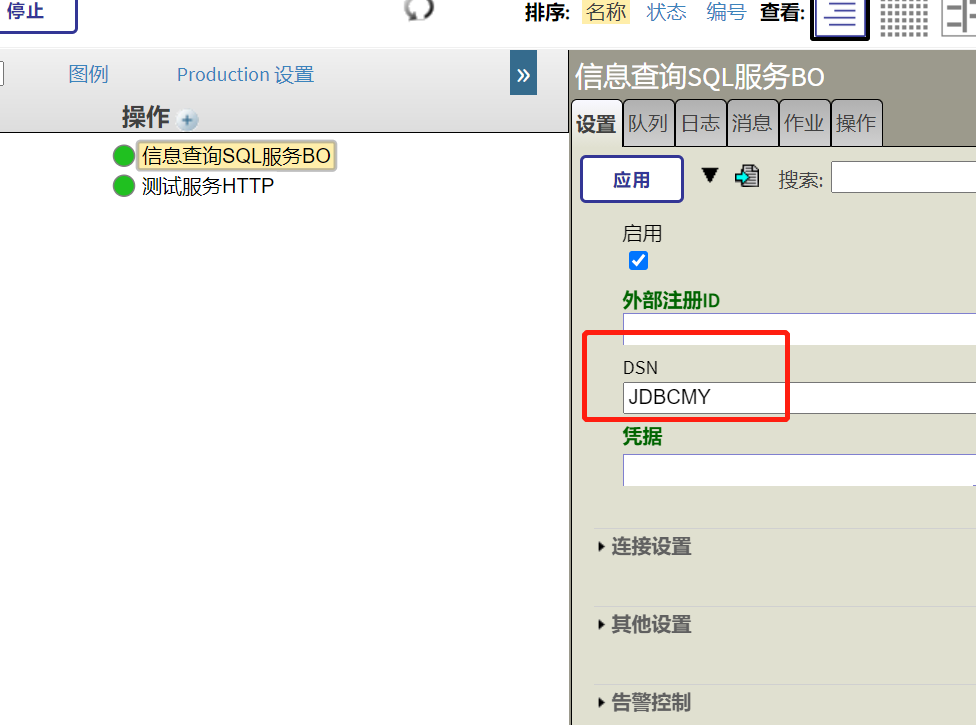 停止
排序: 名称 状态 编号 查看:
图例 Production 设置 »
操作
信息查询SQL服务BO
测试服务HTTP
信息查询SQL服务BO
设置 队列 日志 消息 作业 操作
应用 搜索:
启用
外部注册ID
DSN
JDBCMY
凭据
连接设置
其他设置
告警控制